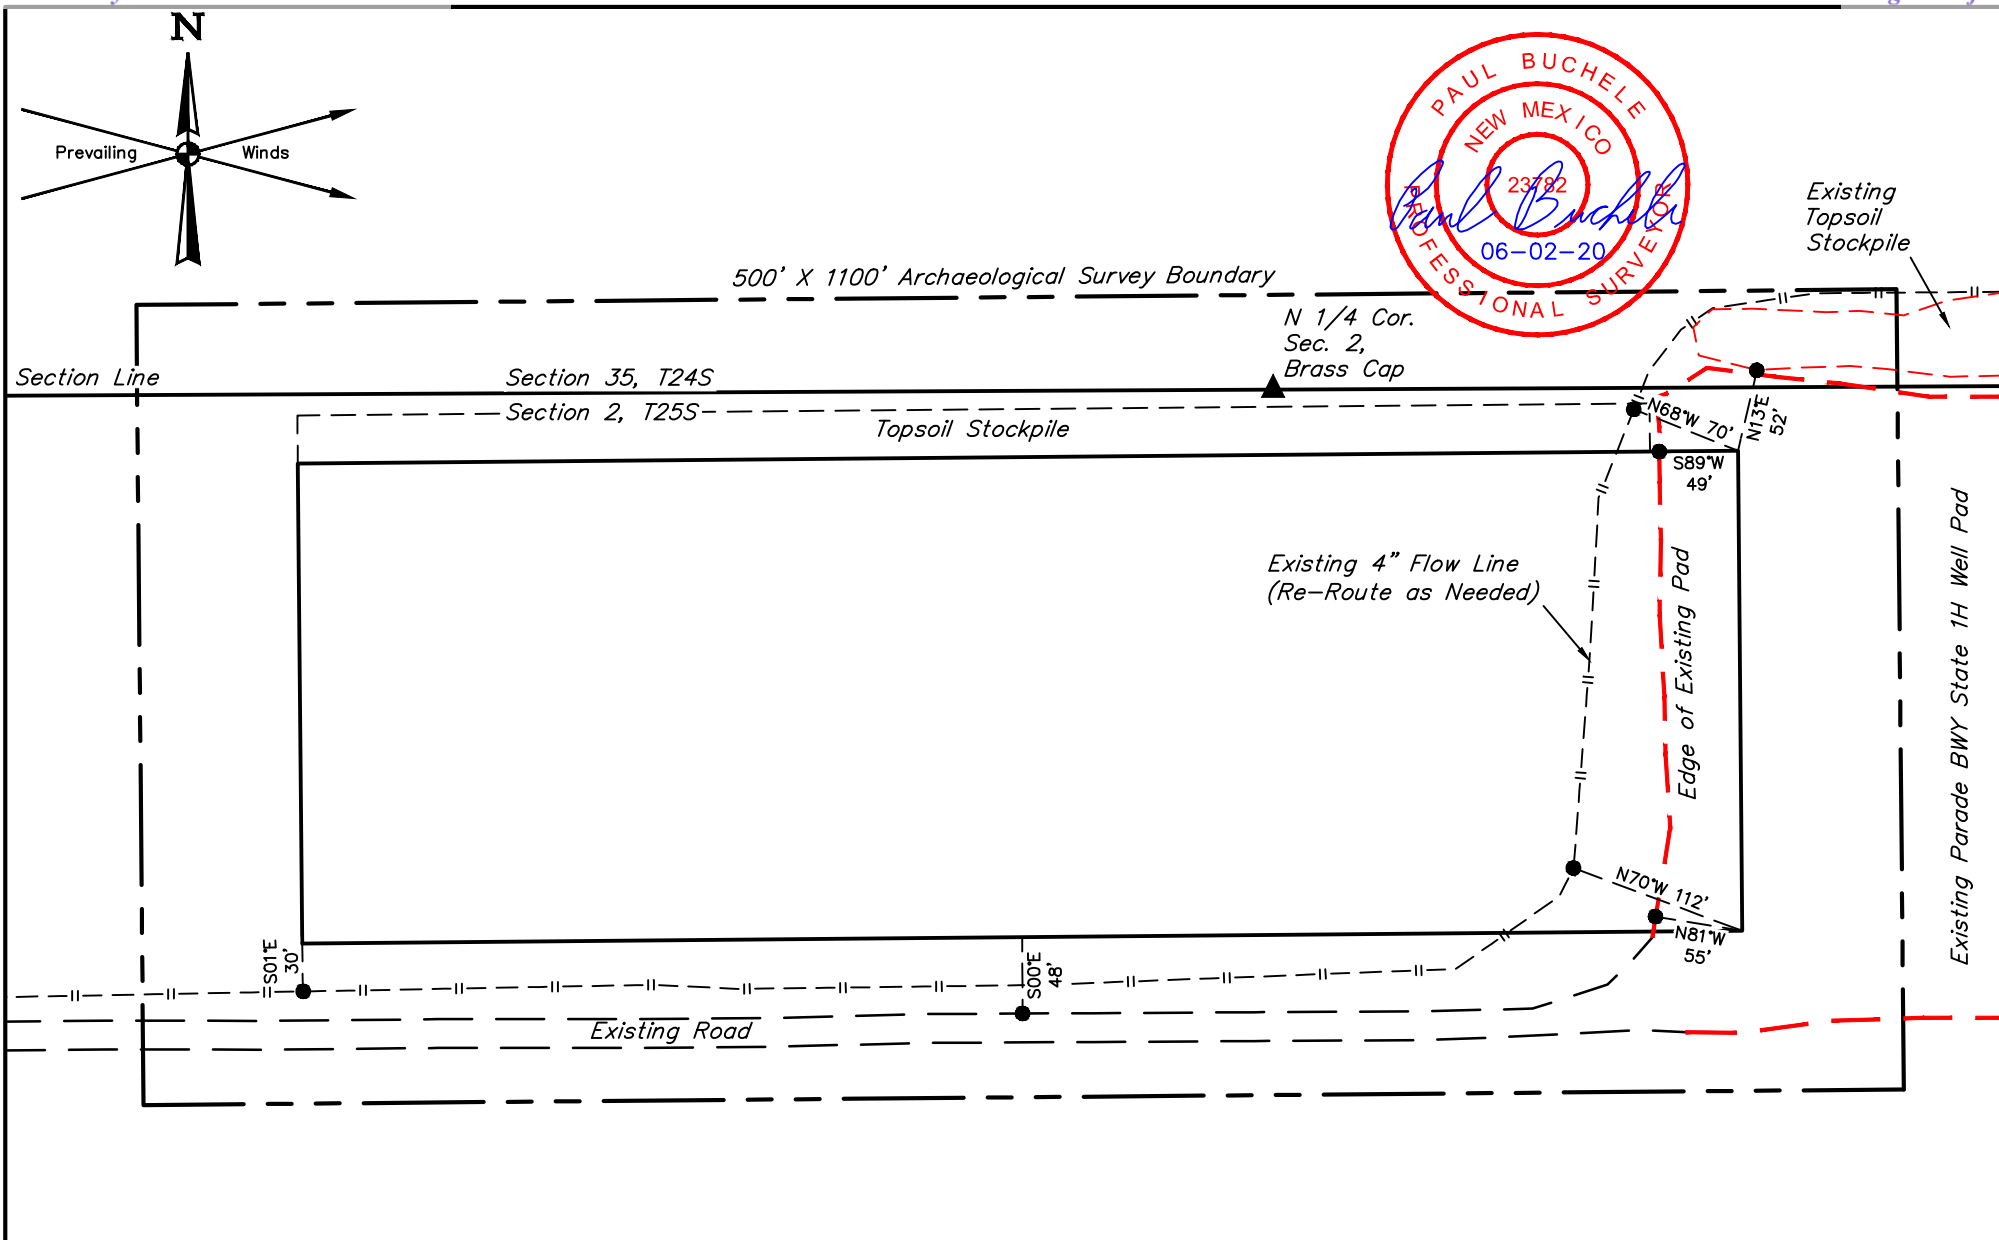 N
Prevailing Winds
PAUL BUCHELE
NEW MEXICO
23782
PROFESSIONAL SURVEYOR
Paul Buchele
06-02-20
Existing
Topsoil
Stockpile
500' X 1100' Archaeological Survey Boundary
N 1/4 Cor.
Sec. 2,
Brass Cap
Section Line
Section 35, T24S
Section 2, T25S
Topsoil Stockpile
N68°W 70'
N13°E
52'
S89°W
49'
Existing 4" Flow Line
(Re-Route as Needed)
Edge of Existing Pad
Existing Parade BWY State 1H Well Pad
N70°W 112'
N81°W
55'
S01°E
30'
S00°E
48'
Existing Road